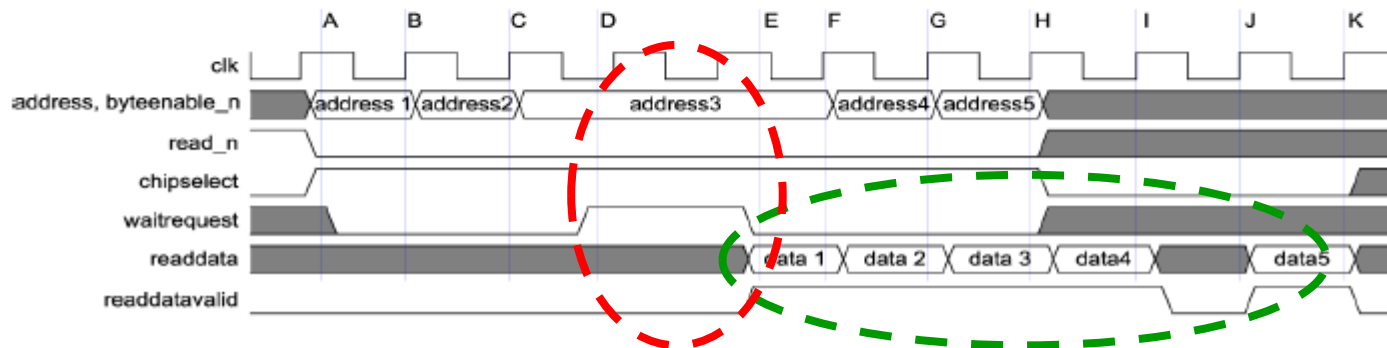 A B C D E F G H I J K
clk
address, byteenable_n address 1 address2 address3 address4 address5
read_n
chipselect
waitrequest
readdata data 1 data 2 data 3 data4 data5
readdatavalid